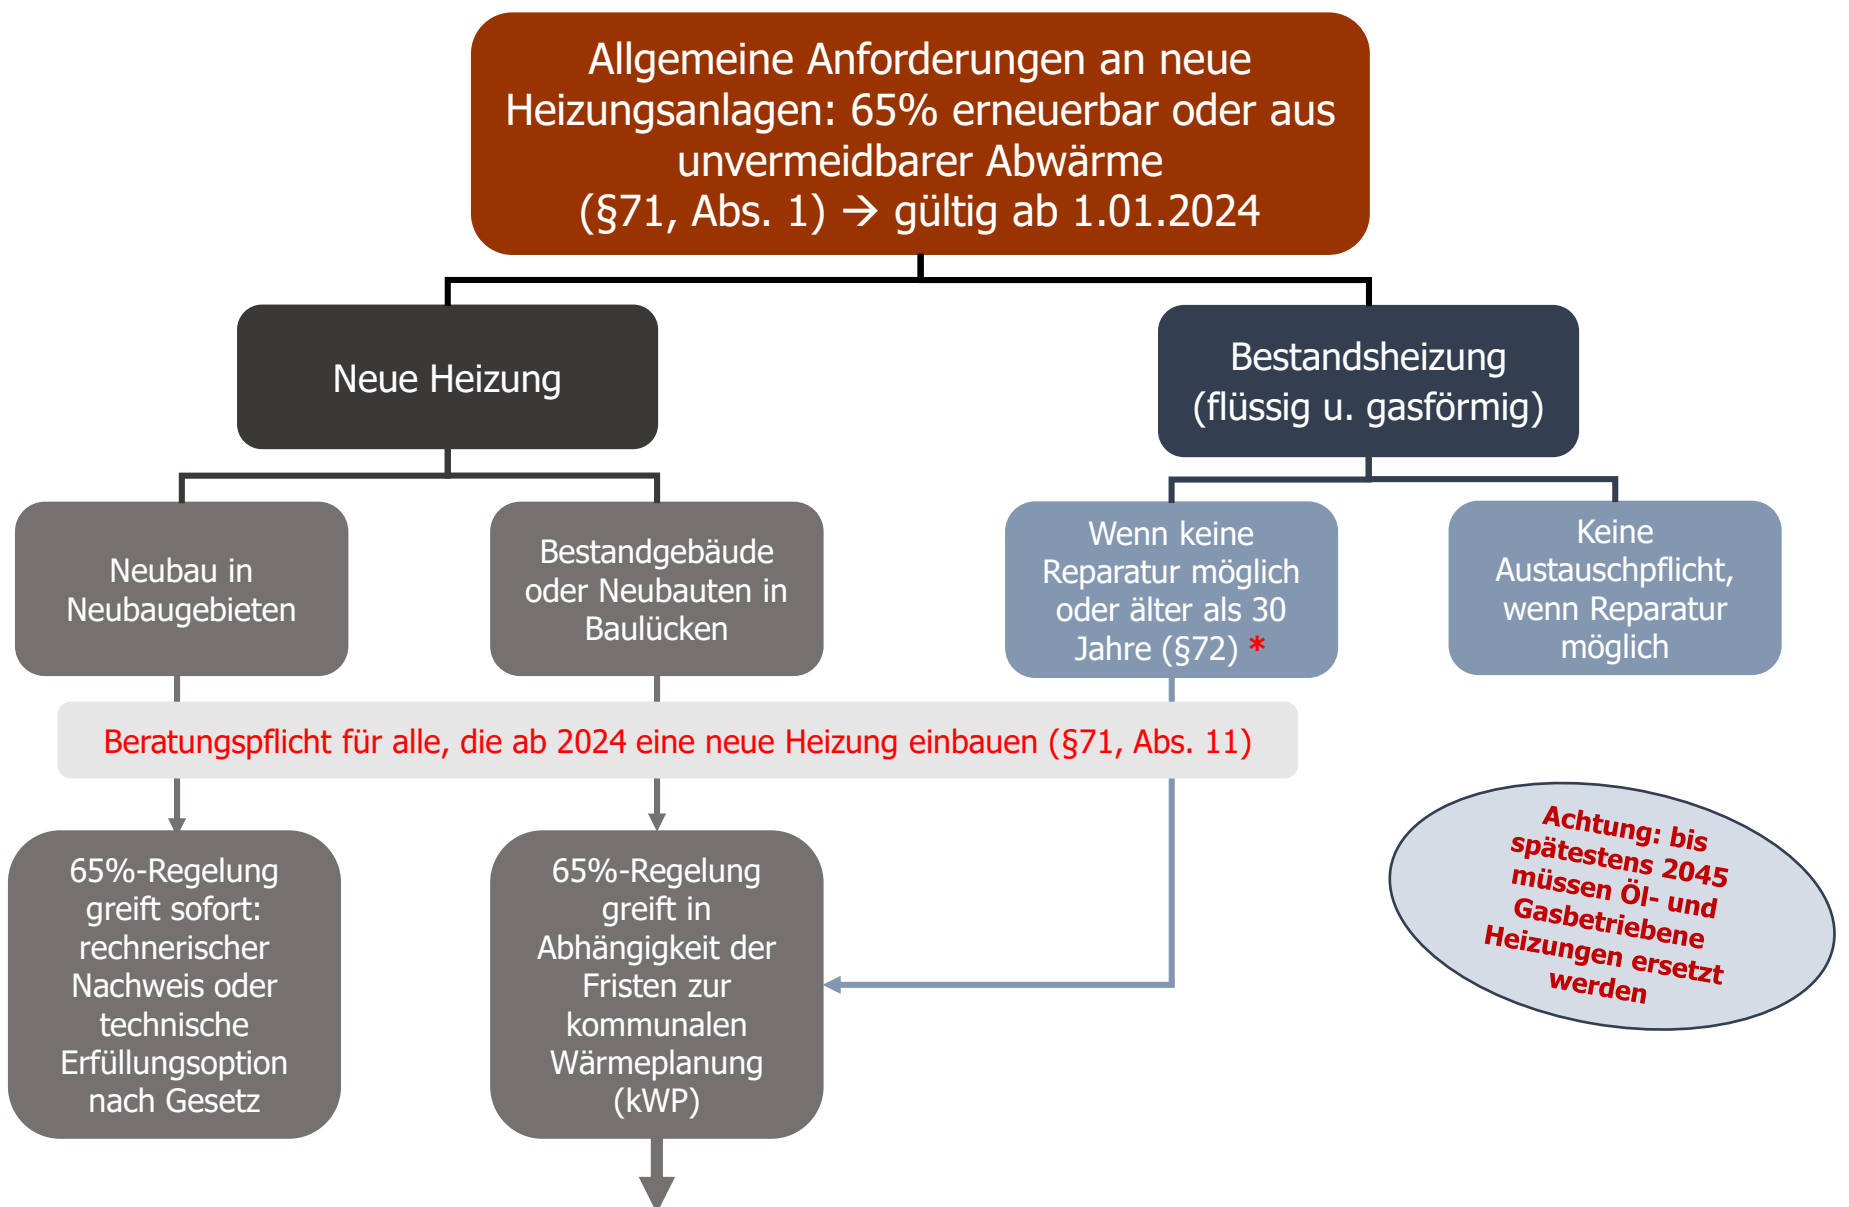 Allgemeine Anforderungen an neue
Heizungsanlagen: 65% erneuerbar oder aus
unvermeidbarer Abwärme
(§71, Abs. 1) → gültig ab 1.01.2024
Neue Heizung
Bestandsheizung
(flüssig u. gasförmig)
Neubau in
Neubaugebieten
Bestandgebäude
oder Neubauten in
Baulücken
Wenn keine
Reparatur möglich
oder älter als 30
Jahre (§72) *
Keine
Austauschpflicht,
wenn Reparatur
möglich
Beratungspflicht für alle, die ab 2024 eine neue Heizung einbauen (§71, Abs. 11)
65%-Regelung
greift sofort:
rechnerischer
Nachweis oder
technische
Erfüllungsoption
nach Gesetz
65%-Regelung
greift in
Abhängigkeit der
Fristen zur
kommunalen
Wärmeplanung
(kWP)
Achtung: bis
spätestens 2045
müssen Öl- und
Gasbetriebene
Heizungen ersetzt
werden